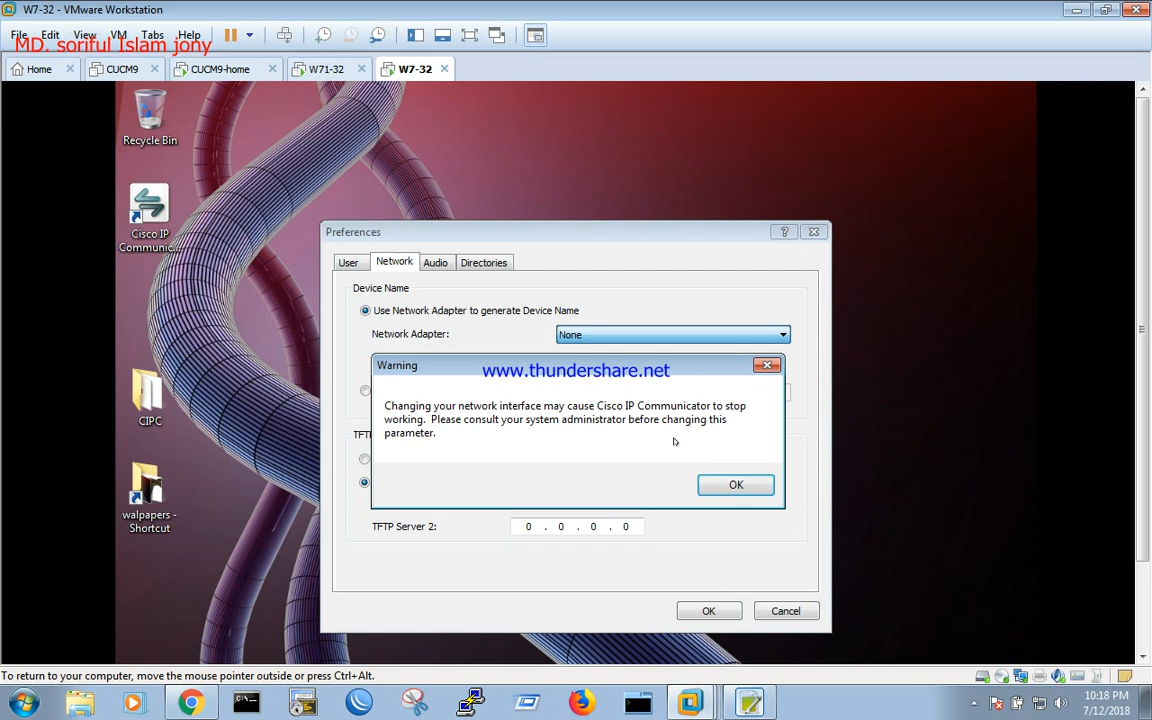 W7-32 - VMware Workstation
File Edit View VM Tabs Help
MD. soriful Islam jony
Home CUCM9 CUCM9-home W71-32 W7-32
Recycle Bin
Cisco IP
Communic...
CIPC
walpapers -
Shortcut
Preferences
User Network Audio Directories
Device Name
Use Network Adapter to generate Device Name
Network Adapter: None
Warning
www.thundershare.net
Changing your network interface may cause Cisco IP Communicator to stop
working. Please consult your system administrator before changing this
parameter.
OK
TFTP Server 2: 0 . 0 . 0 . 0
OK Cancel
To return to your computer, move the mouse pointer outside or press Ctrl+Alt.
10:18 PM
7/12/2018